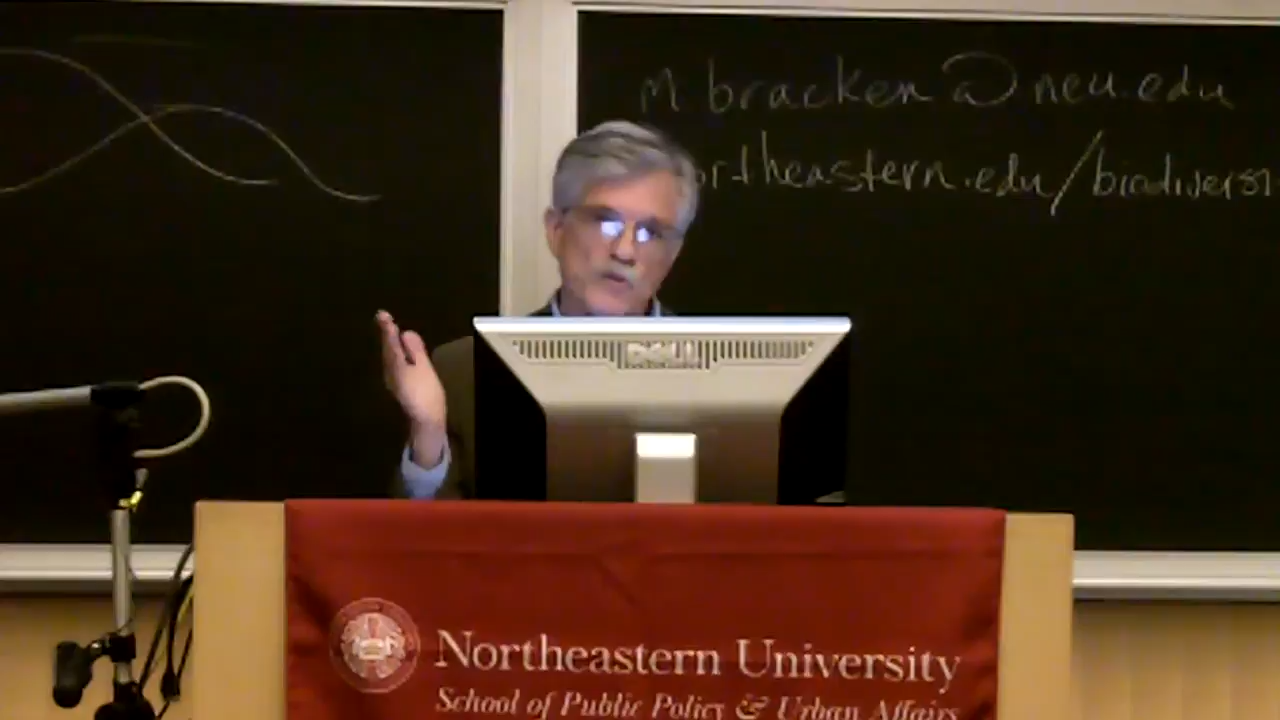 m bracken@neu.edu
ortheastern.edu/biodiversi
DELL
Northeastern University
School of Public Policy & Urban Affairs